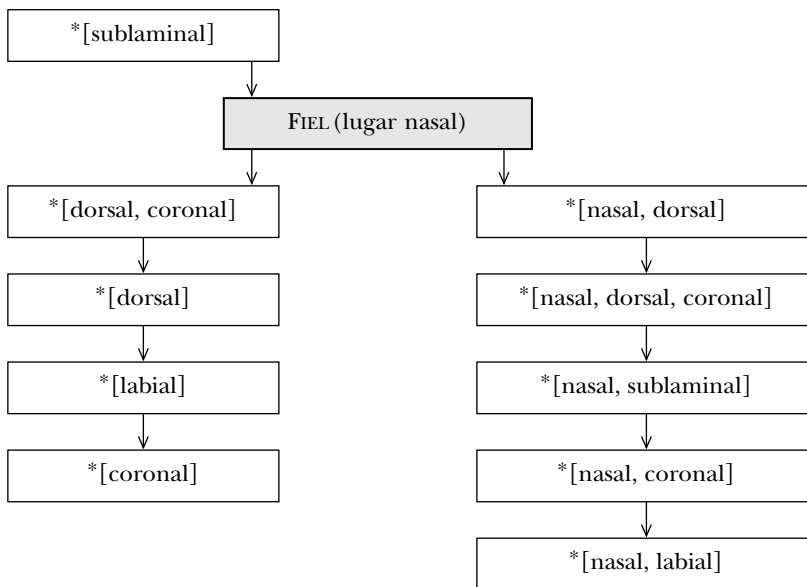 *[sublaminal]
FIEL (lugar nasal)
*[dorsal, coronal]
*[nasal, dorsal]
*[dorsal]
*[nasal, dorsal, coronal]
*[labial]
*[nasal, sublaminal]
*[coronal]
*[nasal, coronal]
*[nasal, labial]